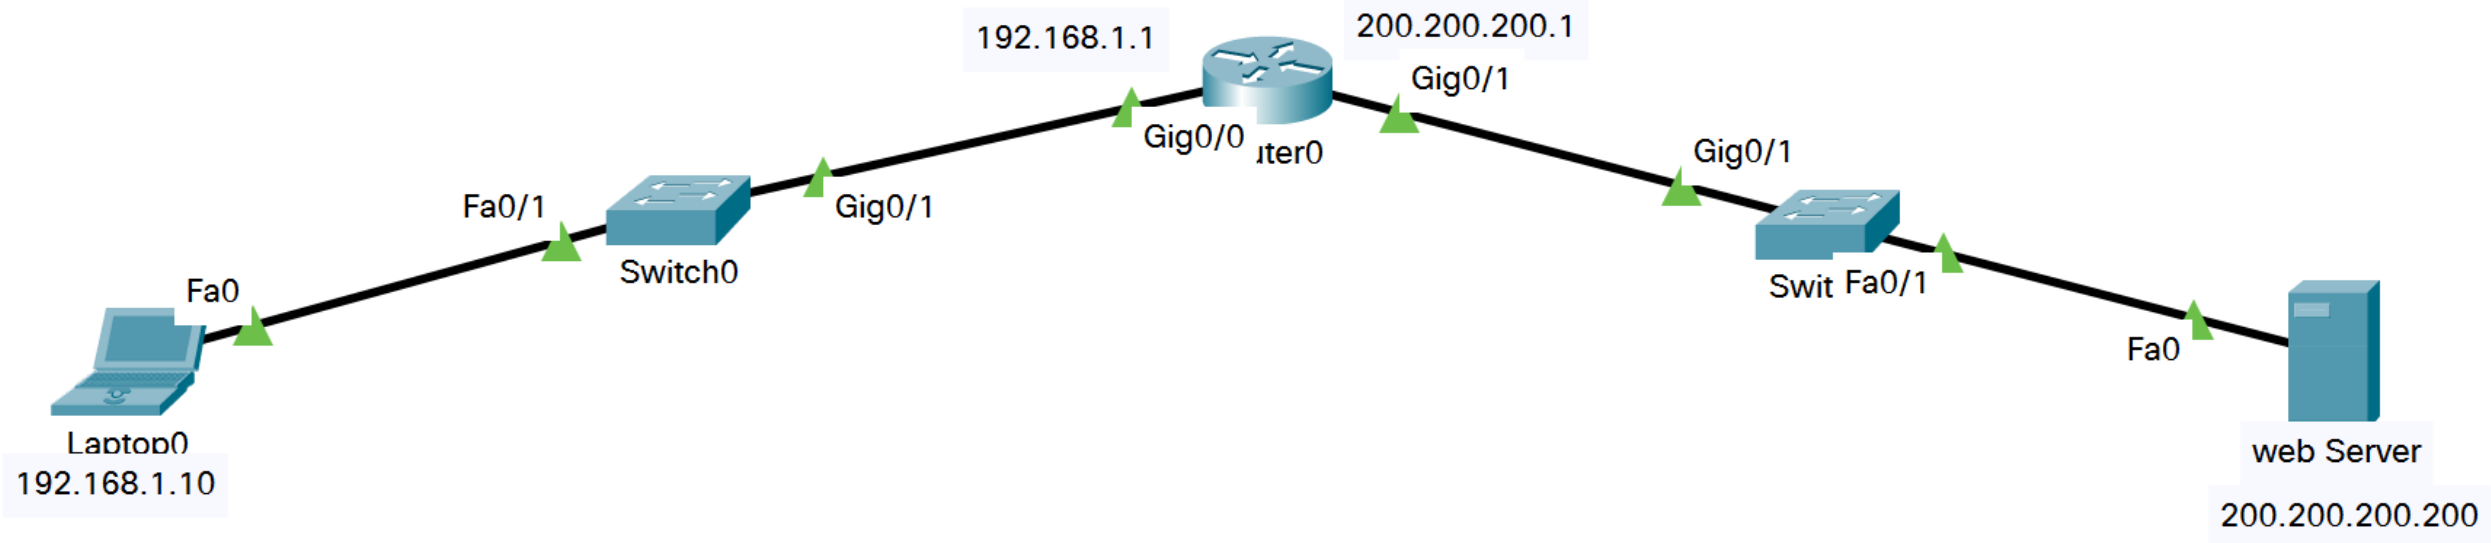 192.168.1.1
200.200.200.1
Gig0/1
Gig0/0
uter0
Gig0/1
Fa0/1
Gig0/1
Switch0
Swit
Fa0/1
Fa0
Fa0
Laptop0
192.168.1.10
web Server
200.200.200.200